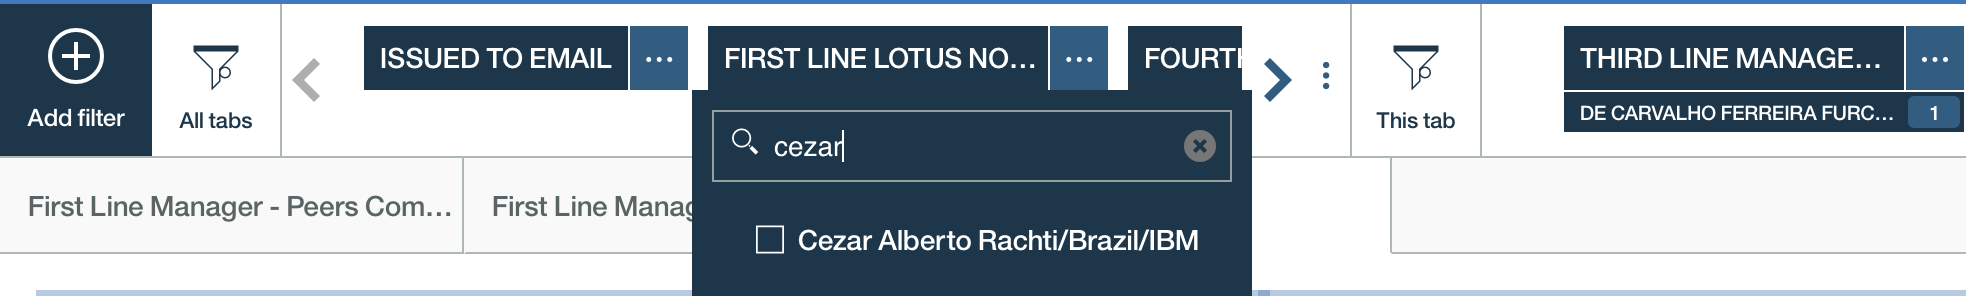 Add filter
All tabs
ISSUED TO EMAIL ...
FIRST LINE LOTUS NO... ...
FOURTH
This tab
THIRD LINE MANAGE... ...
DE CARVALHO FERREIRA FURC... 1
cezar
First Line Manager - Peers Com...
First Line Manag
Cezar Alberto Rachti/Brazil/IBM